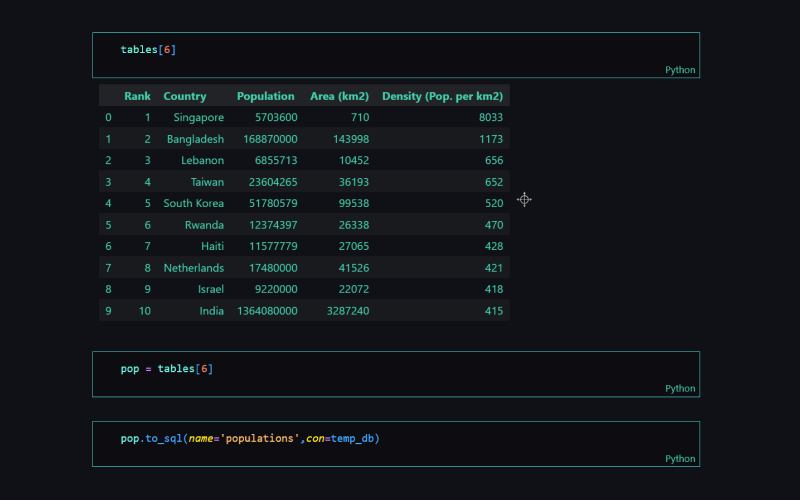 tables[6]
Python
Rank Country Population Area (km2) Density (Pop. per km2)
0 1 Singapore 5703600 710 8033
1 2 Bangladesh 168870000 143998 1173
2 3 Lebanon 6855713 10452 656
3 4 Taiwan 23604265 36193 652
4 5 South Korea 51780579 99538 520
5 6 Rwanda 12374397 26338 470
6 7 Haiti 11577779 27065 428
7 8 Netherlands 17480000 41526 421
8 9 Israel 9220000 22072 418
9 10 India 1364080000 3287240 415
pop = tables[6]
Python
pop.to_sql(name='populations',con=temp_db)
Python